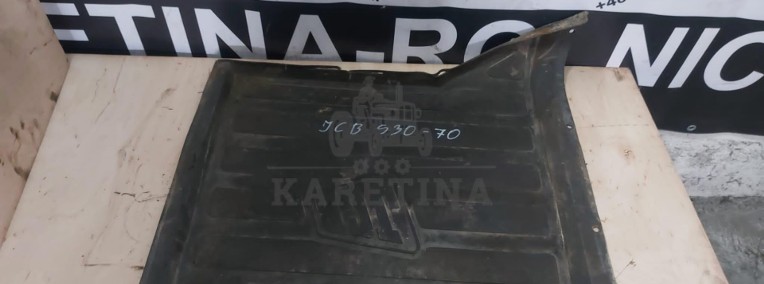 ETINA-RO NIC
JCB 530-70
KARETINA